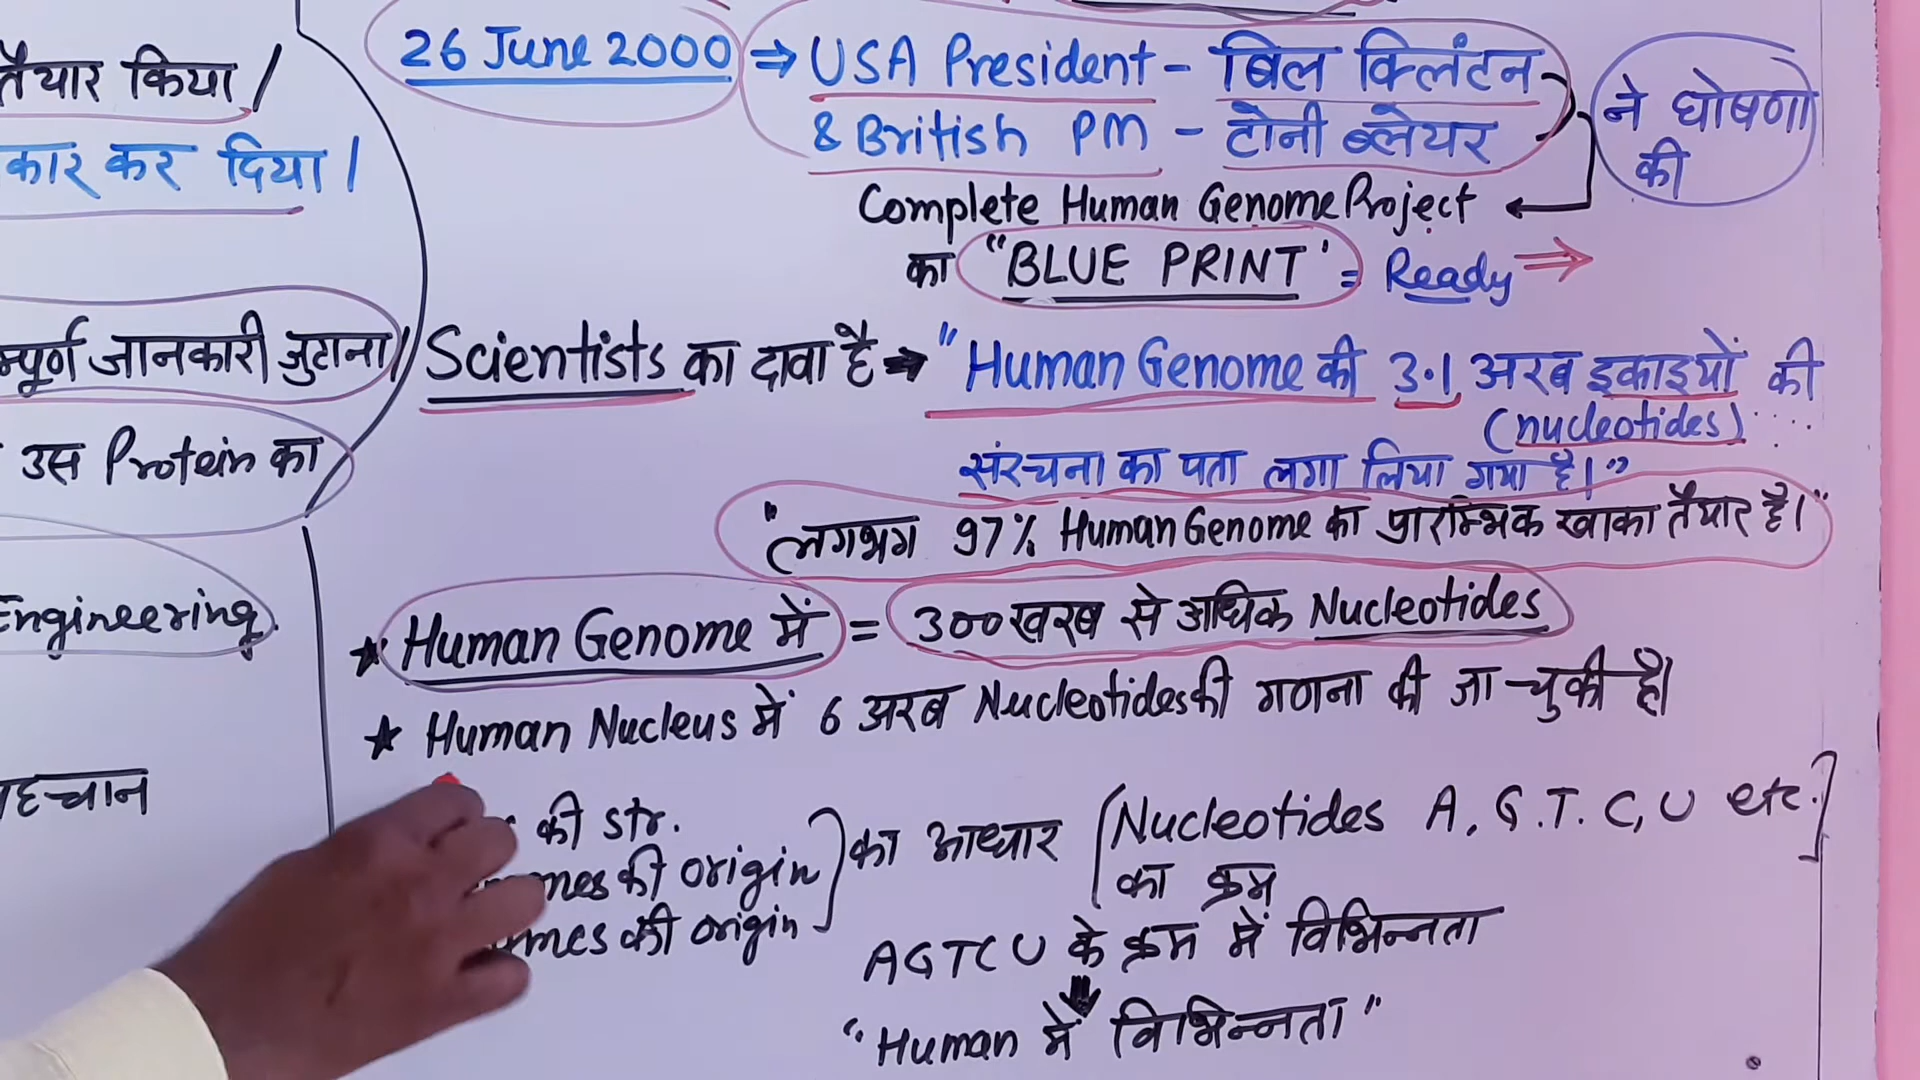 तैयार किया /
कार कर दिया ।
म्पूर्ण जानकारी जुटाना /
उस Protein का
Engineering.
हचान
26 June 2000 ⇒ USA President - बिल क्लिंटन
& British PM - टोनी ब्लेयर
ने घोषणा
की
Complete Human Genome Project ←
का "BLUE PRINT' = Ready ⇒
Scientists का दावा है → "Human Genome की 3.1 अरब इकाइयों की
(nucleotides)
संरचना का पता लगा लिया गया है।"
"लगभग 97% Human Genome का प्रारम्भिक खाका तैयार है।"
★ Human Genome में = 300 खरब से अधिक Nucleotides
★ Human Nucleus में 6 अरब Nucleotides की गणना की जा चुकी है।
की str.
की origin
की origin
का आधार [Nucleotides A, G.T. C, U etc.]
का क्रम
AGTCU के क्रम में विभिन्नता
⇓
"Human में विभिन्नता"